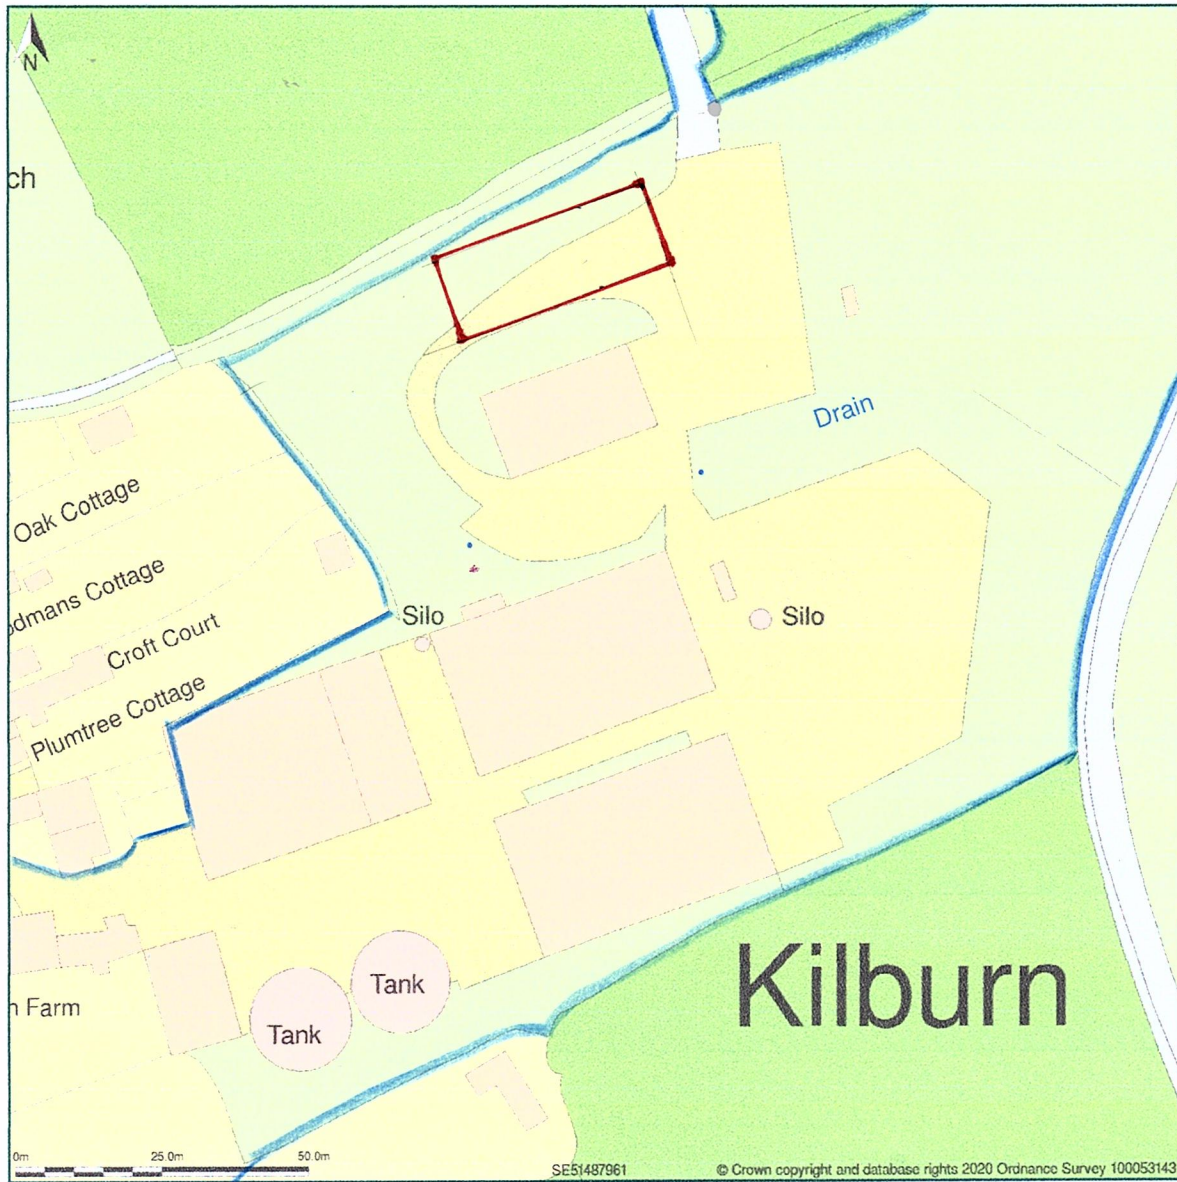 N
ch
Drain
Oak Cottage
odmans Cottage
Silo
Silo
Croft Court
Plumtree Cottage
Kilburn
Tank
n Farm
Tank
0m
25.0m
50.0m
SE51487961
© Crown copyright and database rights 2020 Ordnance Survey 100053143